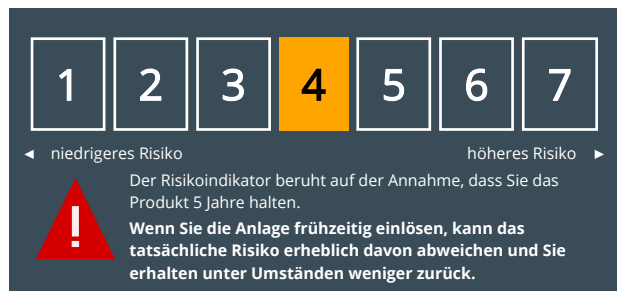 1 2 3 4 5 6 7
◄ niedrigeres Risiko höheres Risiko ►
!
Der Risikoindikator beruht auf der Annahme, dass Sie das
Produkt 5 Jahre halten.
Wenn Sie die Anlage frühzeitig einlösen, kann das
tatsächliche Risiko erheblich davon abweichen und Sie
erhalten unter Umständen weniger zurück.